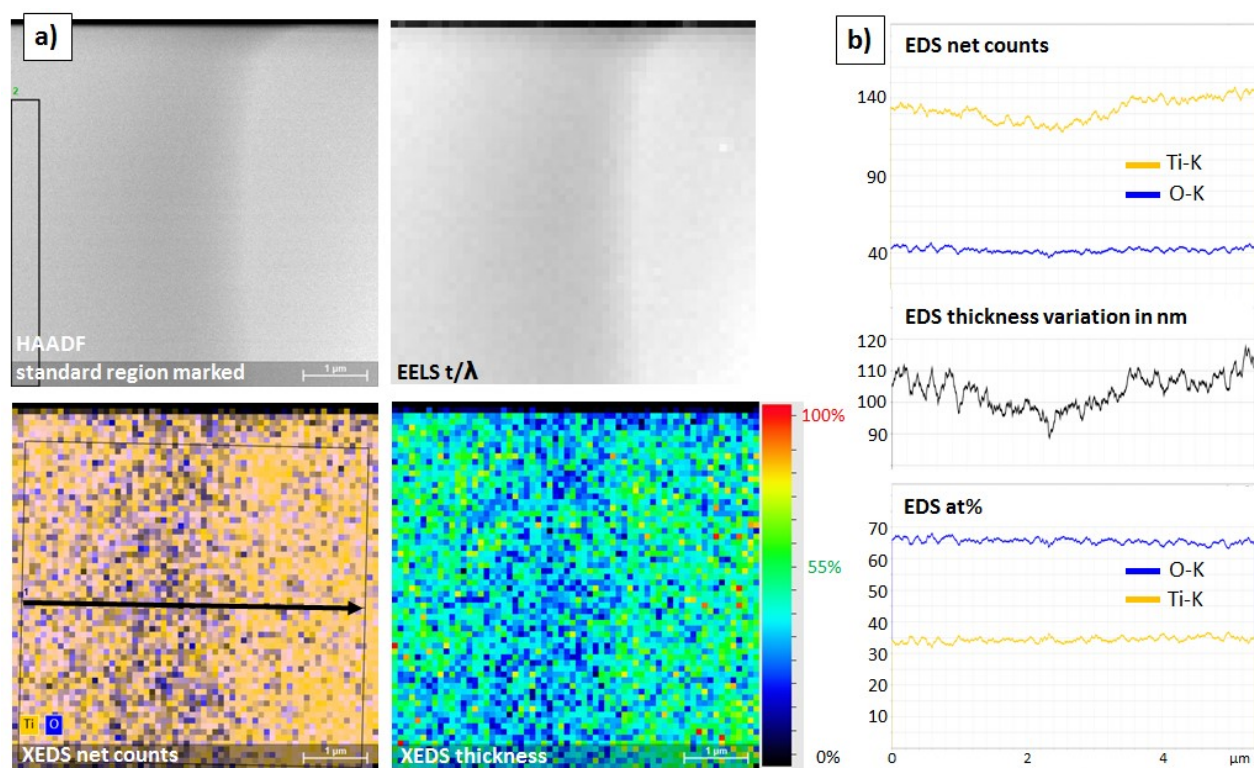 a)
2
HAADF
standard region marked
1 µm
EELS t/λ
1
Ti O
XEDS net counts
1 µm
XEDS thickness
1 µm
100%
55%
0%
b)
EDS net counts
140
90
40
Ti-K
O-K
EDS thickness variation in nm
120
110
100
90
EDS at%
70
60
50
40
30
20
10
O-K
Ti-K
0
2
4
µm